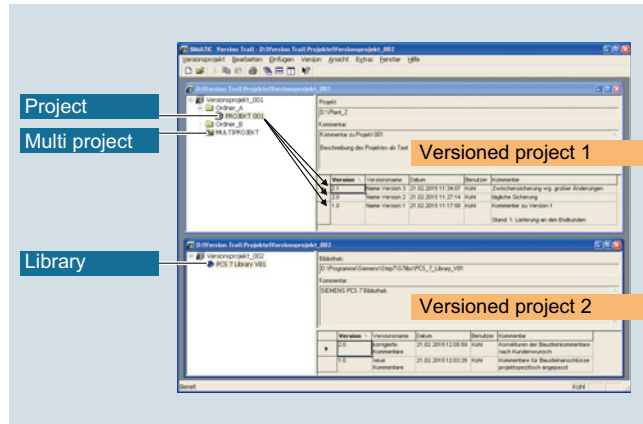 SIMATIC Version Trail - D:\Version Trail Projekte\Versionsprojekt_002
Versionsprojekt Bearbeiten Einfügen Version Ansicht Extras Fenster Hilfe
D:\Version Trail Projekte\Versionsprojekt_001
Project
Multi project
Versionsprojekt_001
Ordner_A
PROJEKT 001
Ordner_B
MULTIPROJEKT
Projekt
D:\Plant_2
Kommentar:
Kommentar zu Projekt 001
Beschreibung des Projektes als Text
Versioned project 1
Version Versionsname Datum Benutzer Kommentar
2.1 Name Version 3 21.02.2015 11:34:07 Kohl Zwischensicherung wg. großer Änderungen
2.0 Name Version 2 21.02.2015 11:27:14 Kohl tägliche Sicherung
1.0 Name Version 1 21.02.2015 11:17:58 Kohl Kommentar zu Version 1
Stand: 1. Lieferung an den Endkunden
D:\Version Trail Projekte\Versionsprojekt_002
Library
Versionsprojekt_002
PCS 7 Library V81
Bibliothek:
D:\Programme\Siemens\Step7\S7libs\PCS_7_Library_V81
Kommentar:
SIEMENS PCS 7 Bibliothek
Versioned project 2
Version Versionsname Datum Benutzer Kommentar
2.0 korrigierte Kommentare 21.02.2015 12:05:59 Kohl Korrekturen der Bausteinkommentare nach Kundenwunsch
1.0 neue Kommentare 21.02.2015 12:03:28 Kohl Kommentare für Bausteinanschlüsse projektspezifisch angepasst
Bereit
Kohl